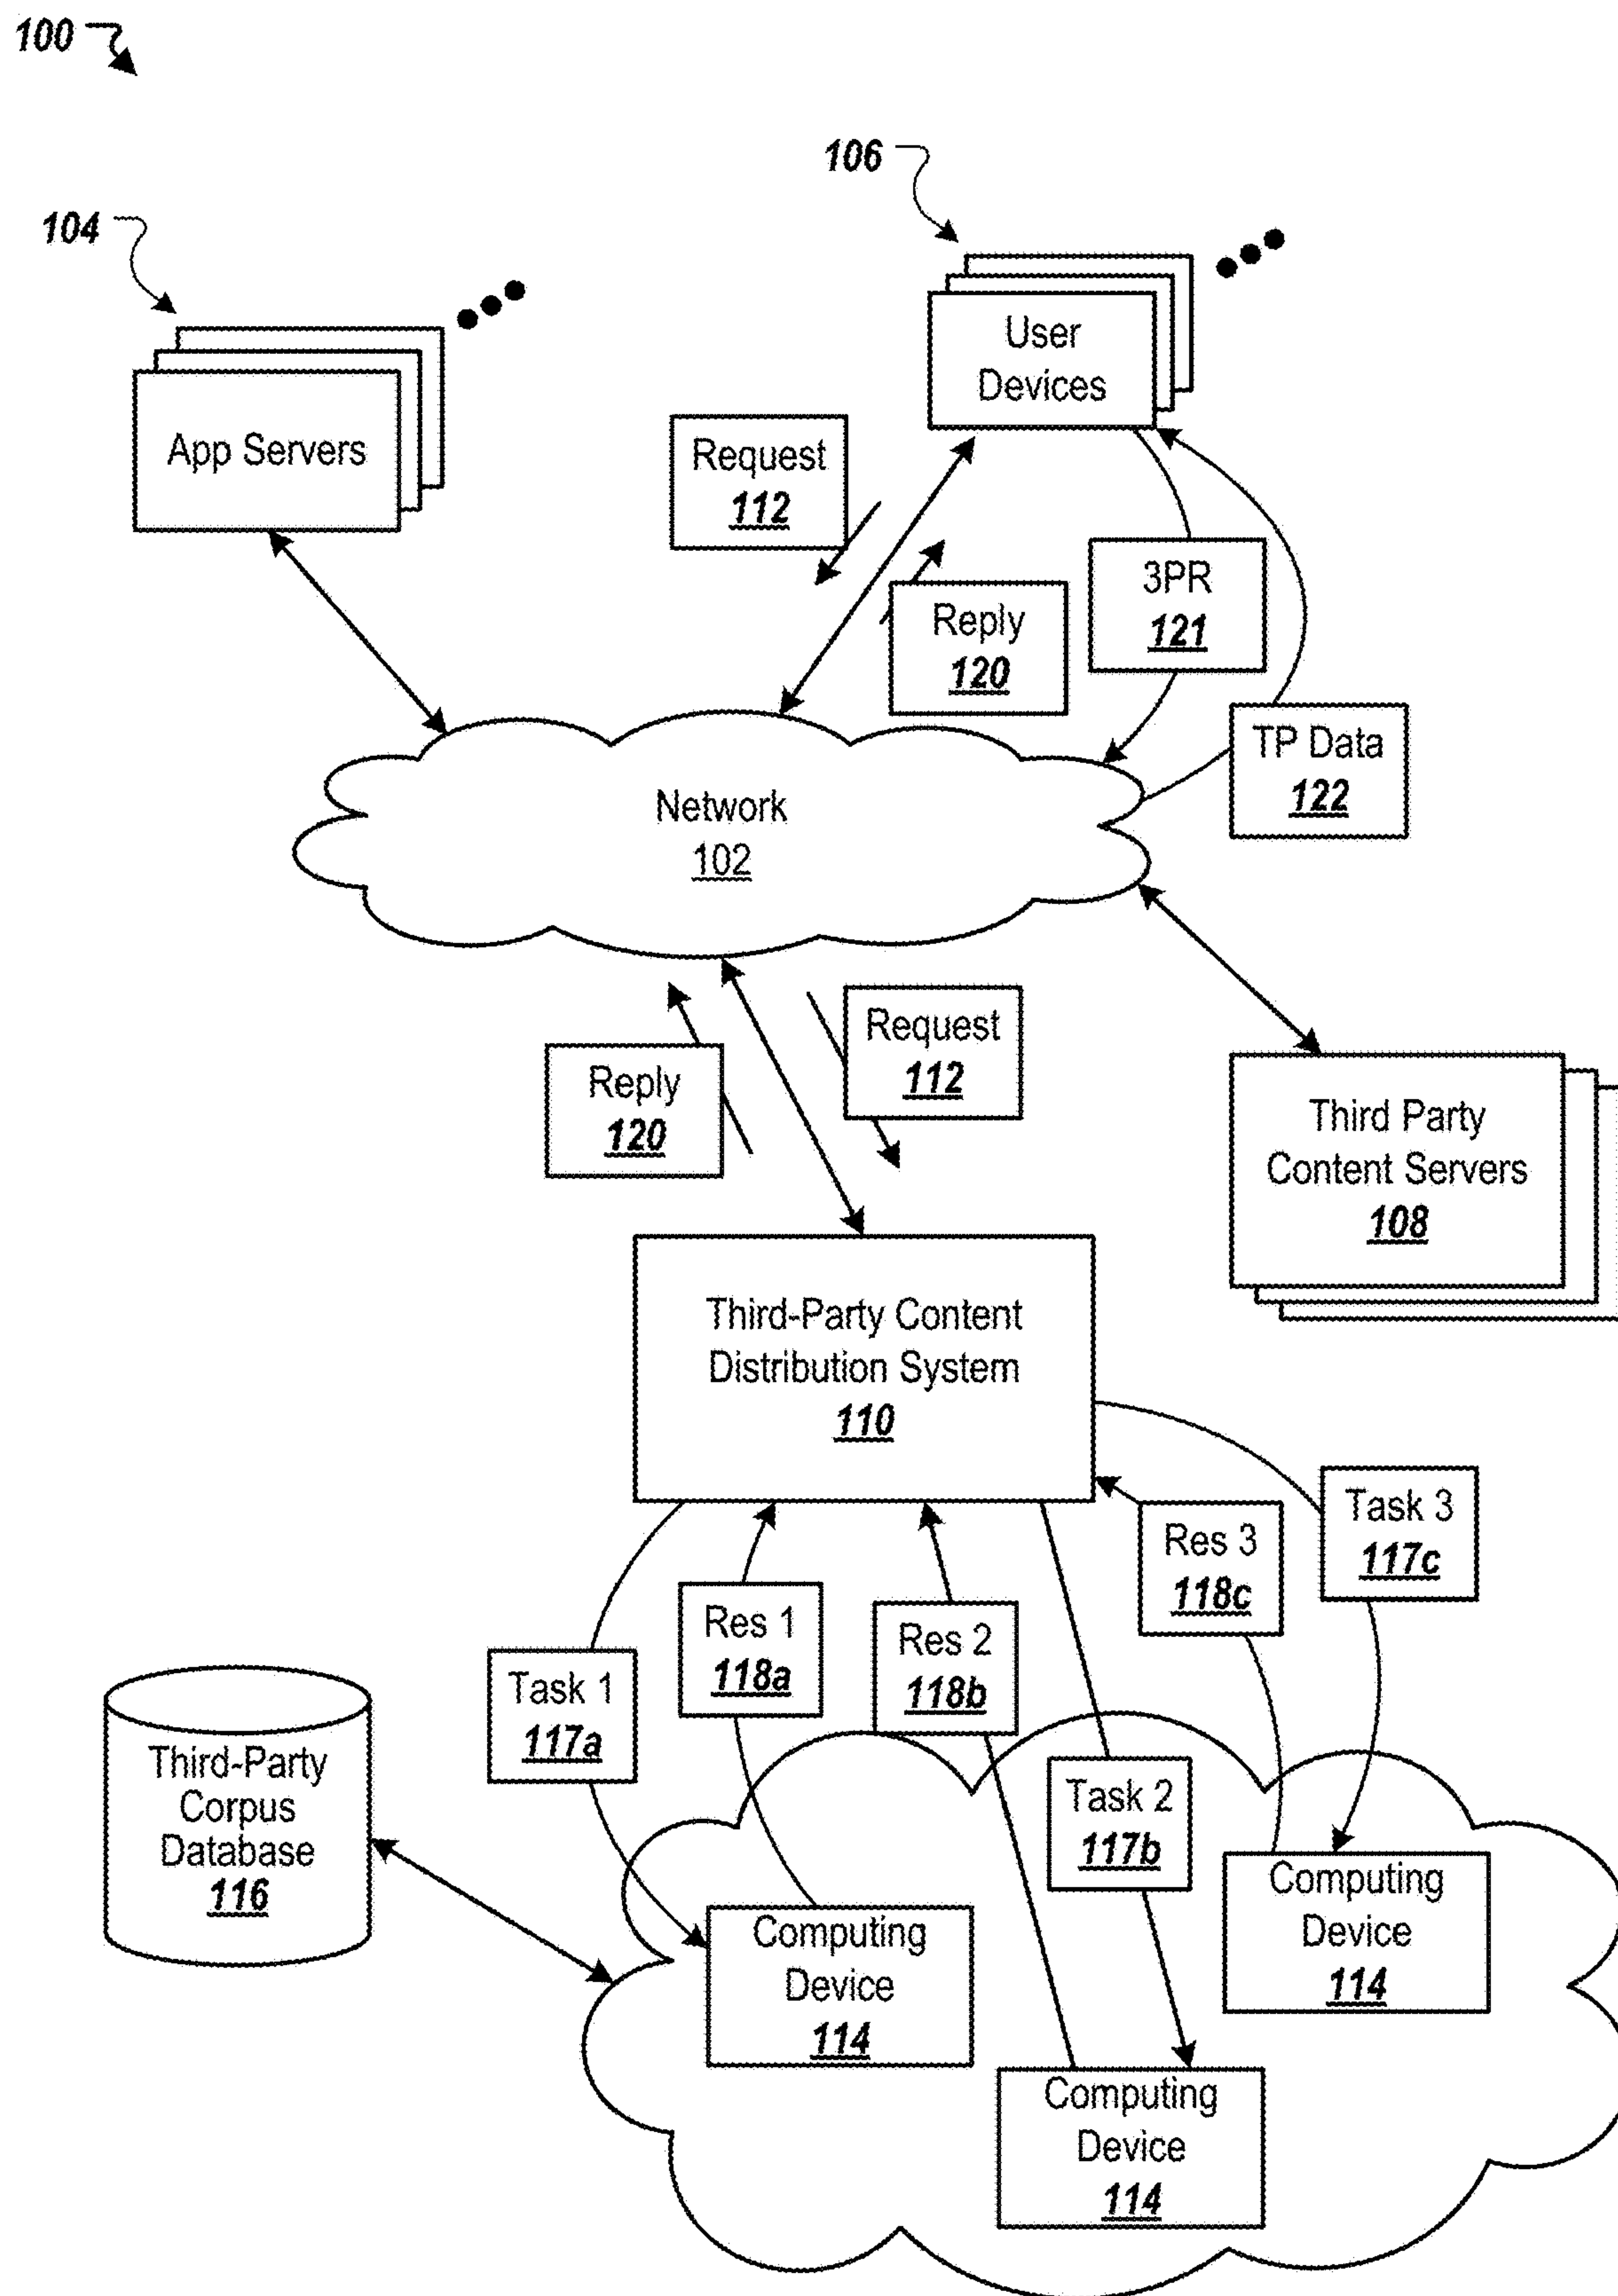 100
106
104
User
Devices
App Servers
Request
112
3PR
121
Reply
120
TP Data
122
Network
102
Request
112
Reply
120
Third Party
Content Servers
108
Third-Party Content
Distribution System
110
Task 3
117c
Res 3
118c
Res 1
118a
Res 2
118b
Task 1
117a
Third-Party
Corpus
Database
116
Task 2
117b
Computing
Device
114
Computing
Device
114
Computing
Device
114